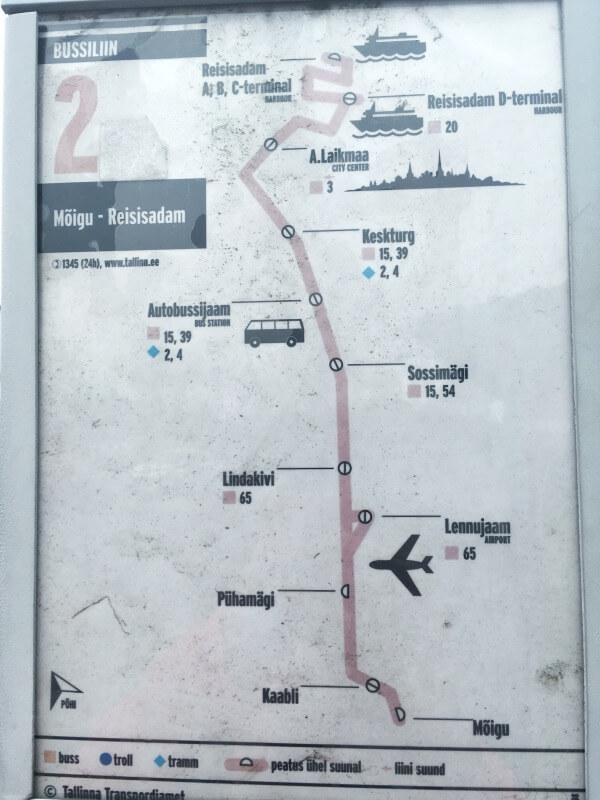 BUSSILIIN
2
Mõigu - Reisisadam
1345 (24h), www.tallinn.ee
Reisisadam
A, B, C-terminal
HARBOUR
Reisisadam D-terminal
HARBOUR
20
A.Laikmaa
CITY CENTER
3
Keskturg
15, 39
2, 4
Autobussijaam
BUS STATION
15, 39
2, 4
Sossimägi
15, 54
Lindakivi
65
Lennujaam
AIRPORT
65
Pühamägi
Kaabli
Mõigu
PÕHI
buss troll tramm peatus ühel suunal liini suund
© Tallinna Transpordiamet